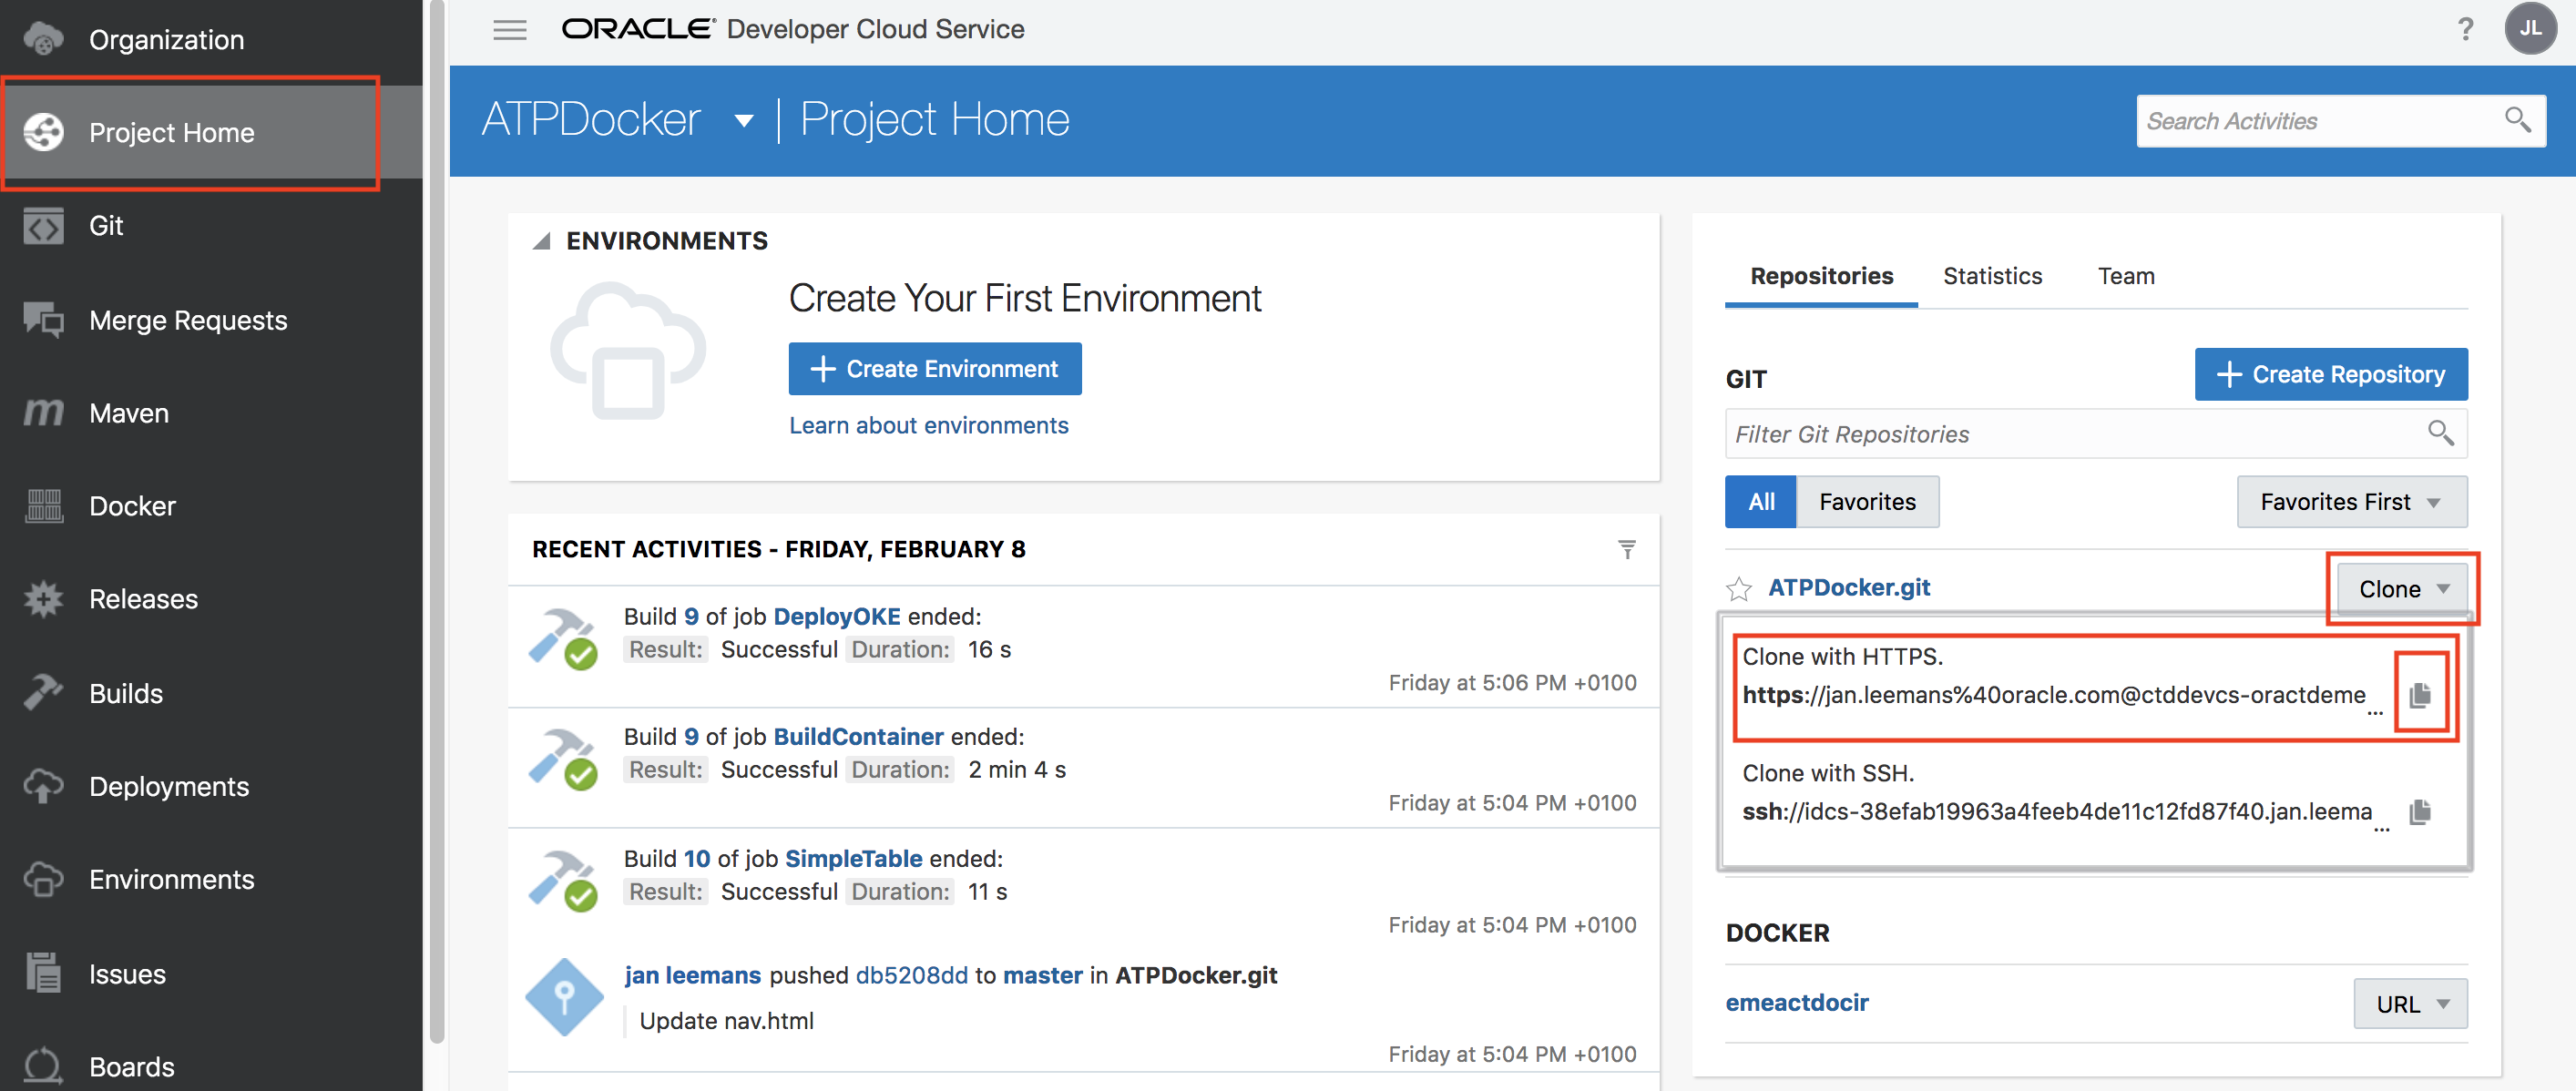 Organization
Project Home
Git
Merge Requests
Maven
Docker
Releases
Builds
Deployments
Environments
Issues
Boards
ORACLE® Developer Cloud Service
? JL
ATPDocker | Project Home
Search Activities
ENVIRONMENTS
Create Your First Environment
+ Create Environment
Learn about environments
RECENT ACTIVITIES - FRIDAY, FEBRUARY 8
Build 9 of job DeployOKE ended:
Result: Successful Duration: 16 s
Friday at 5:06 PM +0100
Build 9 of job BuildContainer ended:
Result: Successful Duration: 2 min 4 s
Friday at 5:04 PM +0100
Build 10 of job SimpleTable ended:
Result: Successful Duration: 11 s
Friday at 5:04 PM +0100
jan leemans pushed db5208dd to master in ATPDocker.git
Update nav.html
Friday at 5:04 PM +0100
Repositories Statistics Team
GIT + Create Repository
Filter Git Repositories
All Favorites Favorites First
ATPDocker.git Clone
Clone with HTTPS.
https://jan.leemans%40oracle.com@ctddevcs-oractdeme...
Clone with SSH.
ssh://idcs-38efab19963a4feeb4de11c12fd87f40.jan.leema...
DOCKER
emeactdocir URL